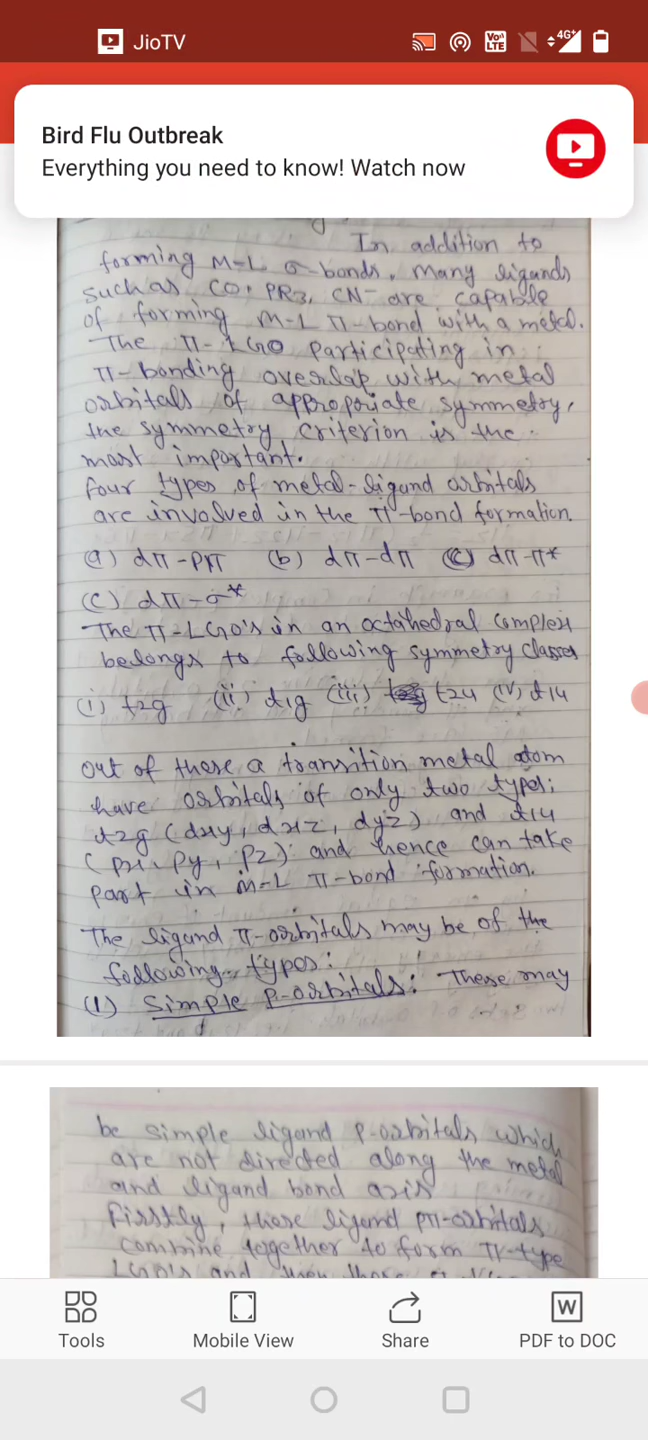 JioTV
Vo))
LTE
4G+
Bird Flu Outbreak
Everything you need to know! Watch now
In addition to
forming M-L σ-bonds, many ligands
such as CO, PR3, CN⁻ are capable
of forming M-L π-bond with a metal.
The π-LGO participating in
π-bonding overlap with metal
orbitals of appropriate symmetry,
the symmetry criterion is the
most important.
four types of metal-ligand orbitals
are involved in the π-bond formation.
(a) dπ-Pπ (b) dπ-dπ (c) dπ-π*
(c) dπ-σ*
The π-LGO's in an octahedral complex
belongs to following symmetry classes
(i) t2g (ii) t1g (iii) t2u (iv) t1u
out of these a transition metal atom
have orbitals of only two types:
t2g (dxy, dxz, dyz) and t1u
(px, Py, Pz) and hence can take
part in M-L π-bond formation.
The ligand π-orbitals may be of the
following types:
(1) Simple p-orbitals: These may
be simple ligand p-orbitals which
are not directed along the metal
and ligand bond axis
Firstly, these ligand pπ-orbitals
combine together to form π-type
LGO's and then these
Tools
Mobile View
Share
PDF to DOC